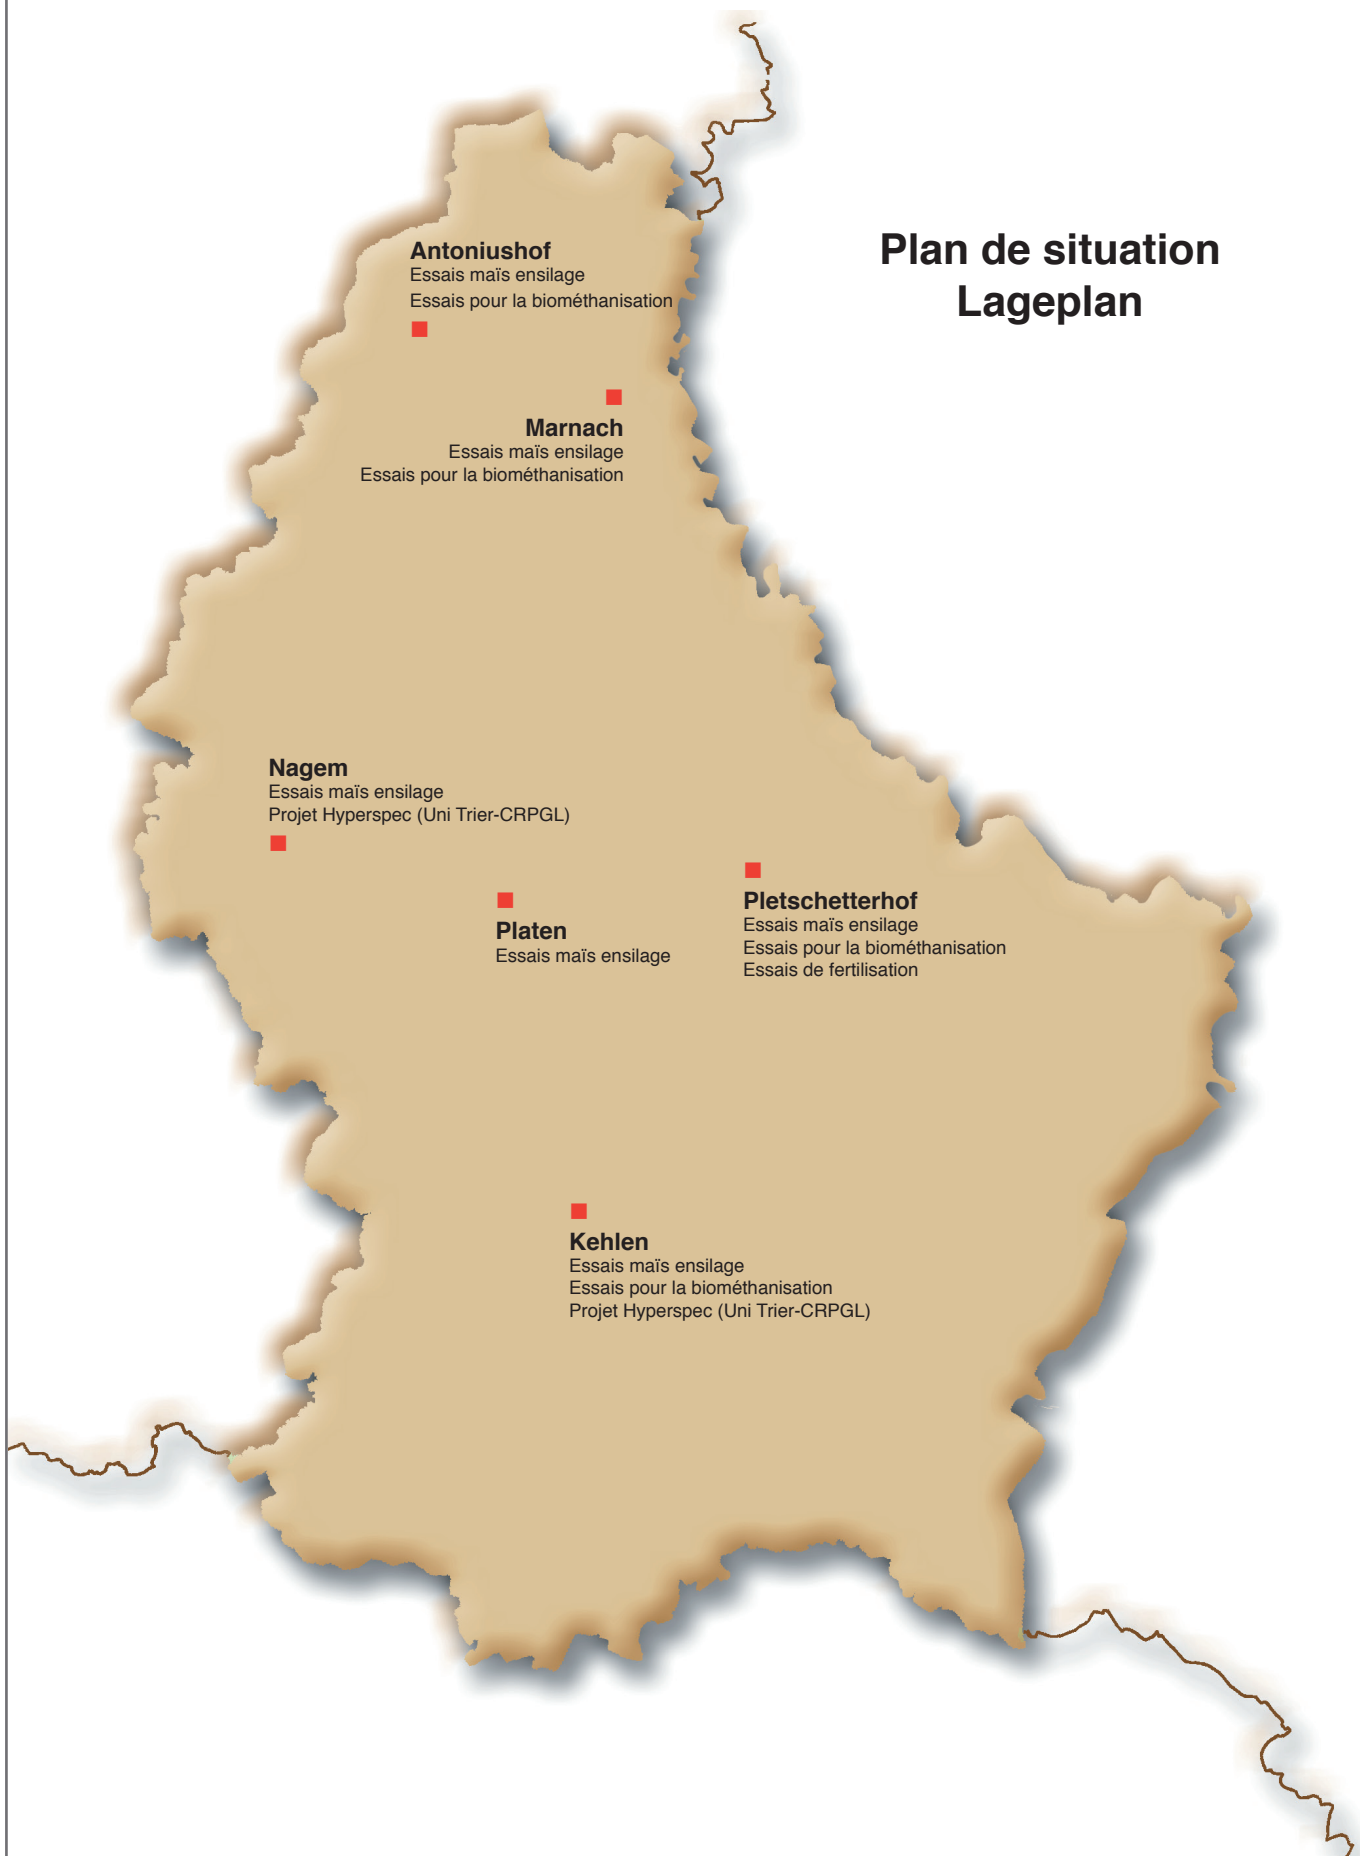 Plan de situation
Lageplan
Antoniushof
Essais maïs ensilage
Essais pour la biométhanisation
Marnach
Essais maïs ensilage
Essais pour la biométhanisation
Nagem
Essais maïs ensilage
Projet Hyperspec (Uni Trier-CRPGL)
Platen
Essais maïs ensilage
Pletschetterhof
Essais maïs ensilage
Essais pour la biométhanisation
Essais de fertilisation
Kehlen
Essais maïs ensilage
Essais pour la biométhanisation
Projet Hyperspec (Uni Trier-CRPGL)